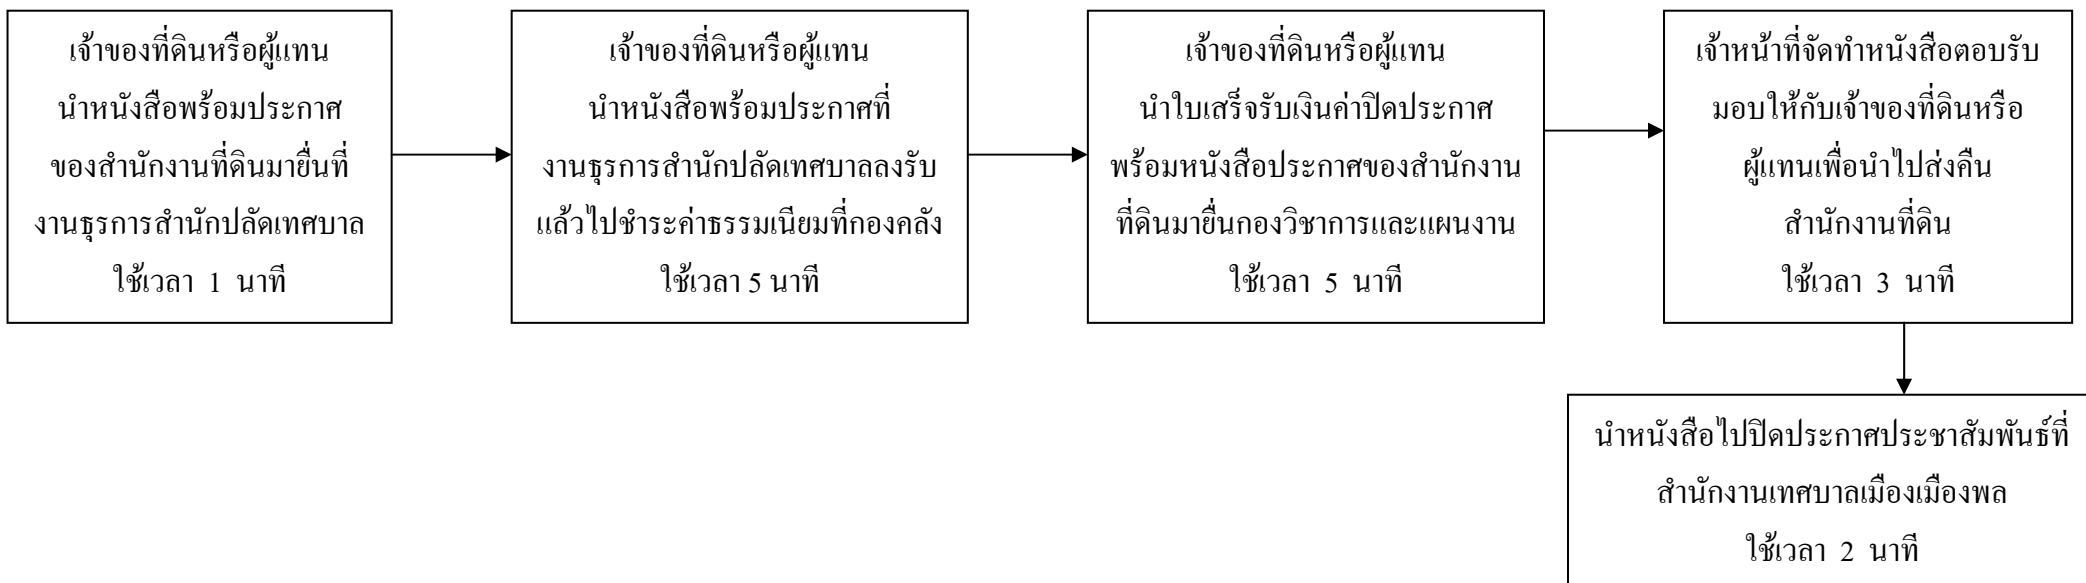 เจ้าของที่ดินหรือผู้แทน
นำหนังสือพร้อมประกาศ
ของสำนักงานที่ดินมายื่นที่
งานธุรการสำนักปลัดเทศบาล
ใช้เวลา 1 นาที
เจ้าของที่ดินหรือผู้แทน
นำหนังสือพร้อมประกาศที่
งานธุรการสำนักปลัดเทศบาลลงรับ
แล้วไปชำระค่าธรรมเนียมที่กองคลัง
ใช้เวลา 5 นาที
เจ้าของที่ดินหรือผู้แทน
นำใบเสร็จรับเงินค่าปิดประกาศ
พร้อมหนังสือประกาศของสำนักงาน
ที่ดินมายื่นกองวิชาการและแผนงาน
ใช้เวลา 5 นาที
เจ้าหน้าที่จัดทำหนังสือตอบรับ
มอบให้กับเจ้าของที่ดินหรือ
ผู้แทนเพื่อนำไปส่งคืน
สำนักงานที่ดิน
ใช้เวลา 3 นาที
นำหนังสือไปปิดประกาศประชาสัมพันธ์ที่
สำนักงานเทศบาลเมืองเมืองพล
ใช้เวลา 2 นาที